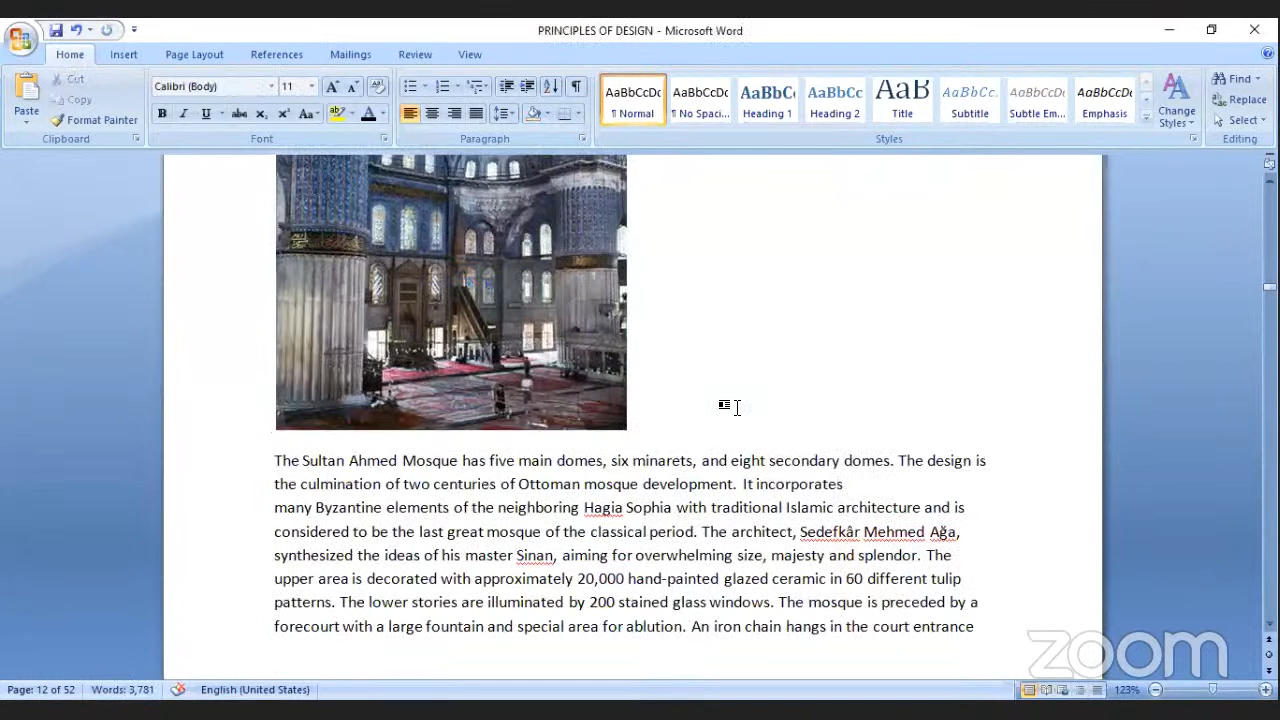 PRINCIPLES OF DESIGN - Microsoft Word
Home Insert Page Layout References Mailings Review View
Paste
Cut
Copy
Format Painter
Clipboard
Calibri (Body) 11
B I U abc x₂ x² Aa
Font
Paragraph
AaBbCcDc AaBbCcDc AaBbCc AaBbCc AaB AaBbCc. AaBbCcDc AaBbCcDc
¶ Normal ¶ No Spaci... Heading 1 Heading 2 Title Subtitle Subtle Em... Emphasis
Change
Styles
Styles
Find
Replace
Select
Editing
The Sultan Ahmed Mosque has five main domes, six minarets, and eight secondary domes. The design is
the culmination of two centuries of Ottoman mosque development. It incorporates
many Byzantine elements of the neighboring Hagia Sophia with traditional Islamic architecture and is
considered to be the last great mosque of the classical period. The architect, Sedefkâr Mehmed Ağa,
synthesized the ideas of his master Sinan, aiming for overwhelming size, majesty and splendor. The
upper area is decorated with approximately 20,000 hand-painted glazed ceramic in 60 different tulip
patterns. The lower stories are illuminated by 200 stained glass windows. The mosque is preceded by a
forecourt with a large fountain and special area for ablution. An iron chain hangs in the court entrance
zoom
Page: 12 of 52 Words: 3,781 English (United States) 123%